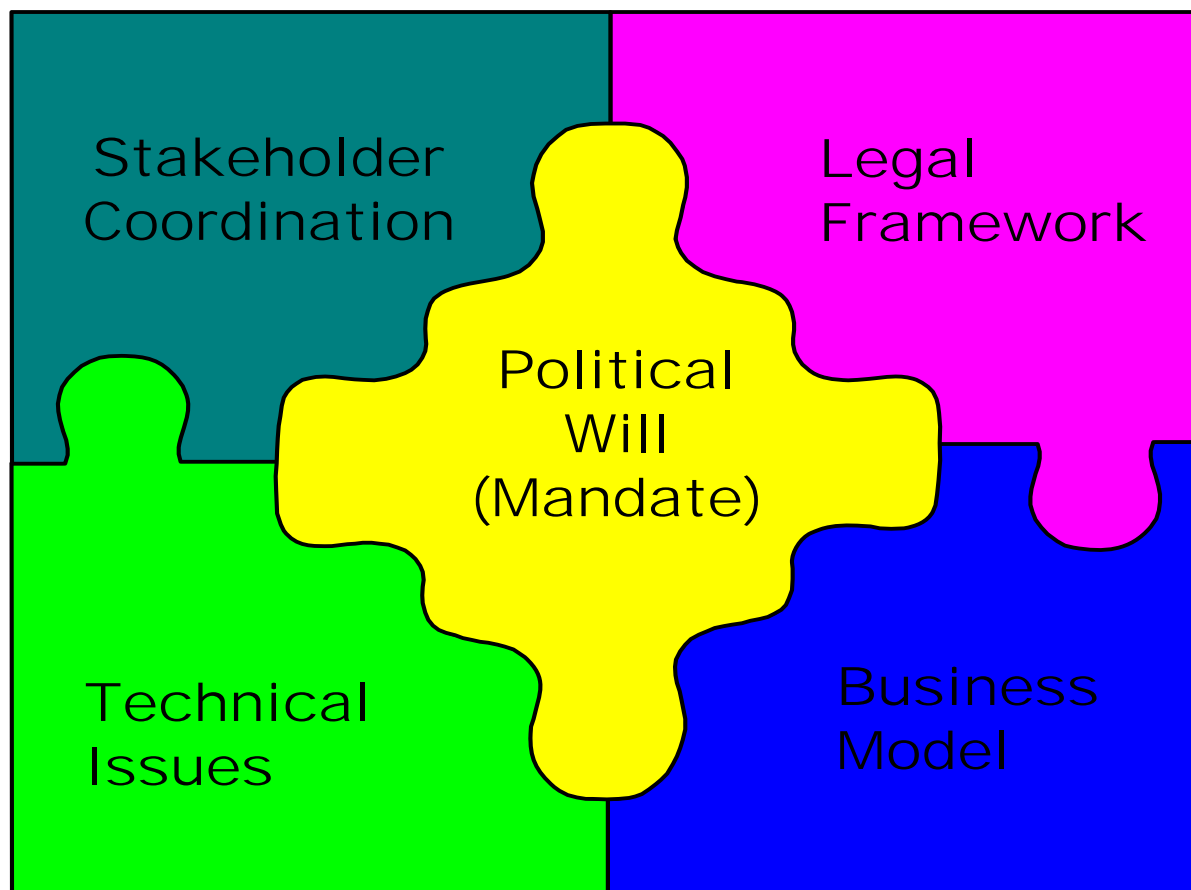 Stakeholder
Coordination
Legal
Framework
Political
Will
(Mandate)
Technical
Issues
Business
Model